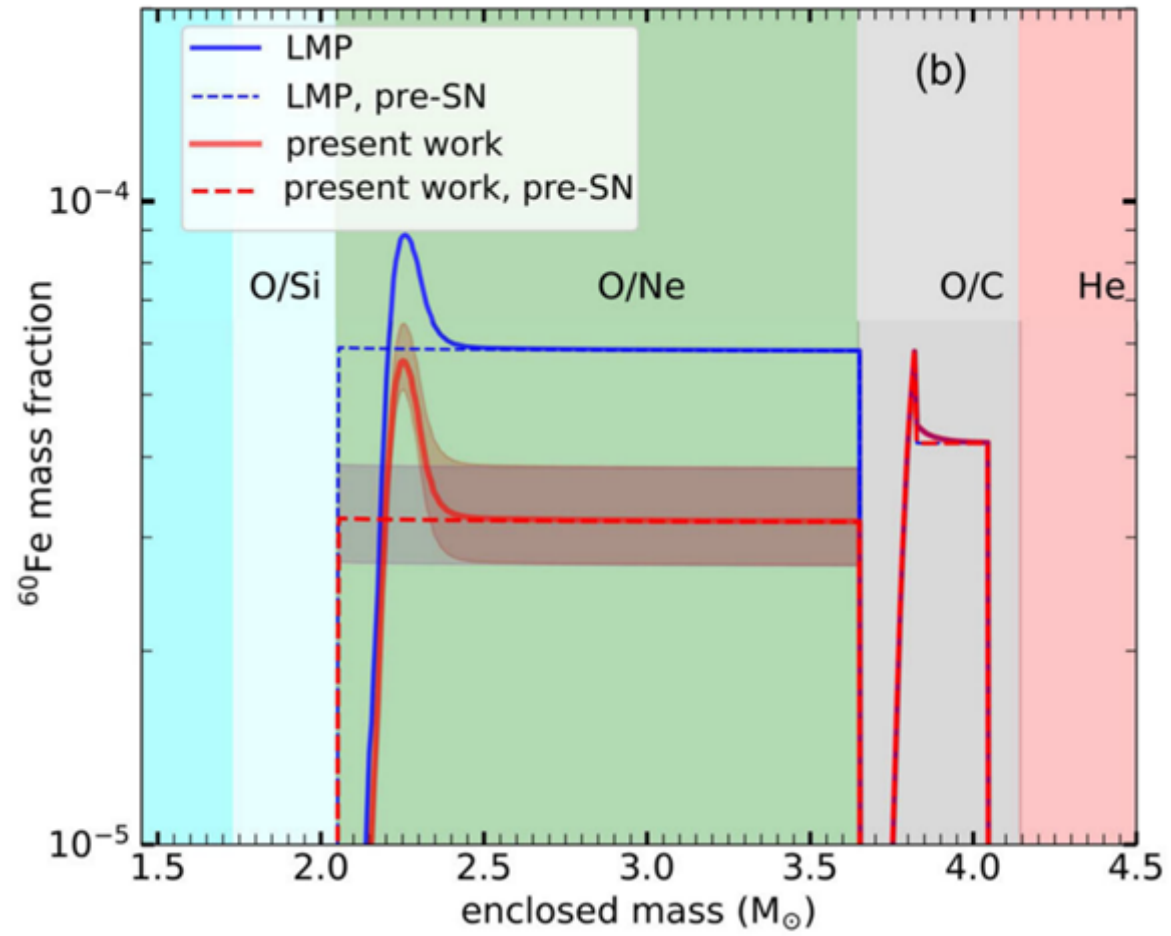 LMP
LMP, pre-SN
present work
present work, pre-SN
(b)
10⁻⁴
O/Si
O/Ne
O/C
He
⁶⁰Fe mass fraction
10⁻⁵
1.5 2.0 2.5 3.0 3.5 4.0 4.5
enclosed mass (M☉)